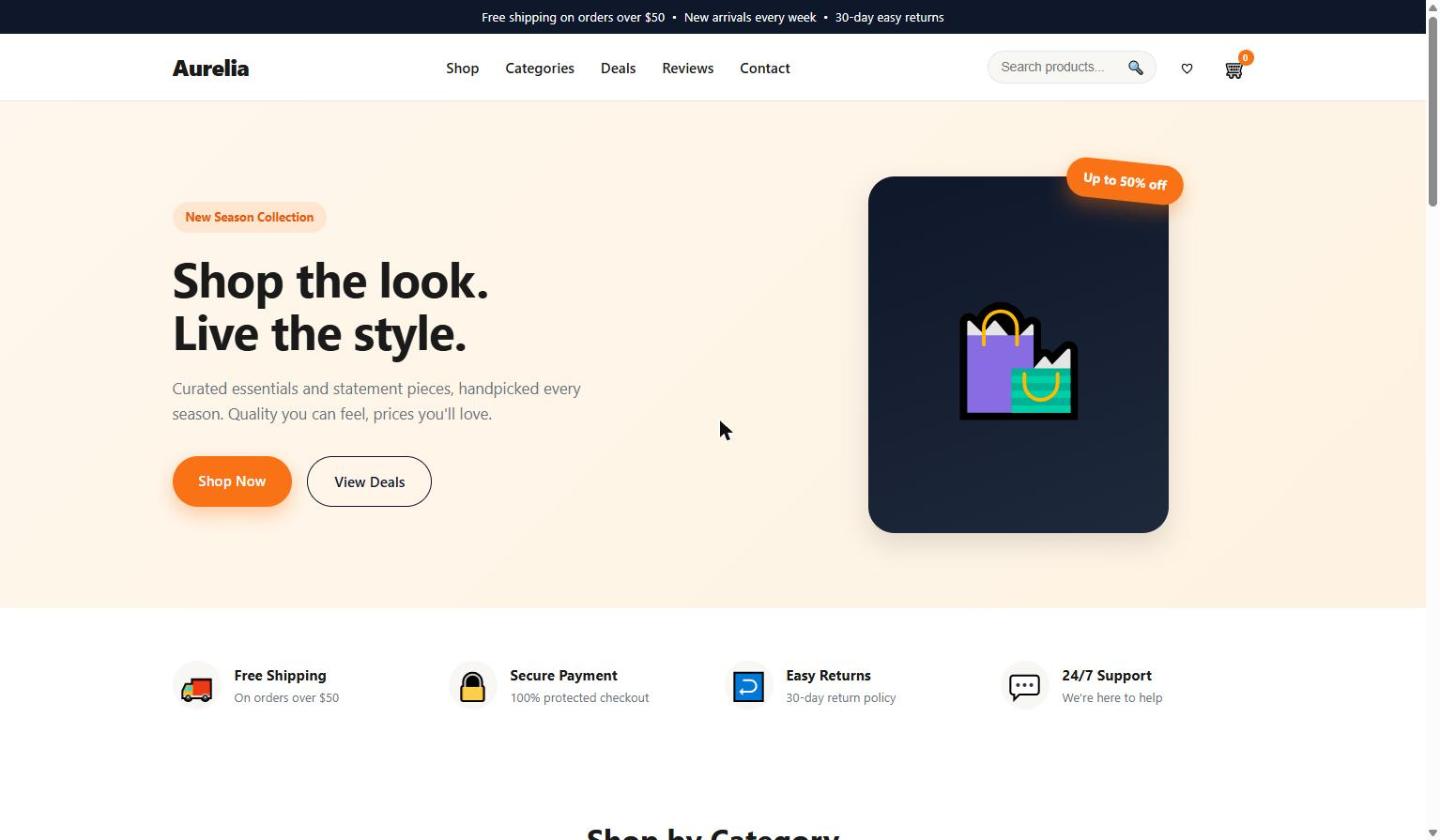 Free shipping on orders over $50 • New arrivals every week • 30-day easy returns
Aurelia
Shop
Categories
Deals
Reviews
Contact
Search products...
0
New Season Collection
Shop the look.
Live the style.
Curated essentials and statement pieces, handpicked every
season. Quality you can feel, prices you'll love.
Shop Now
View Deals
Up to 50% off
Free Shipping
On orders over $50
Secure Payment
100% protected checkout
Easy Returns
30-day return policy
24/7 Support
We're here to help
Shop by Category